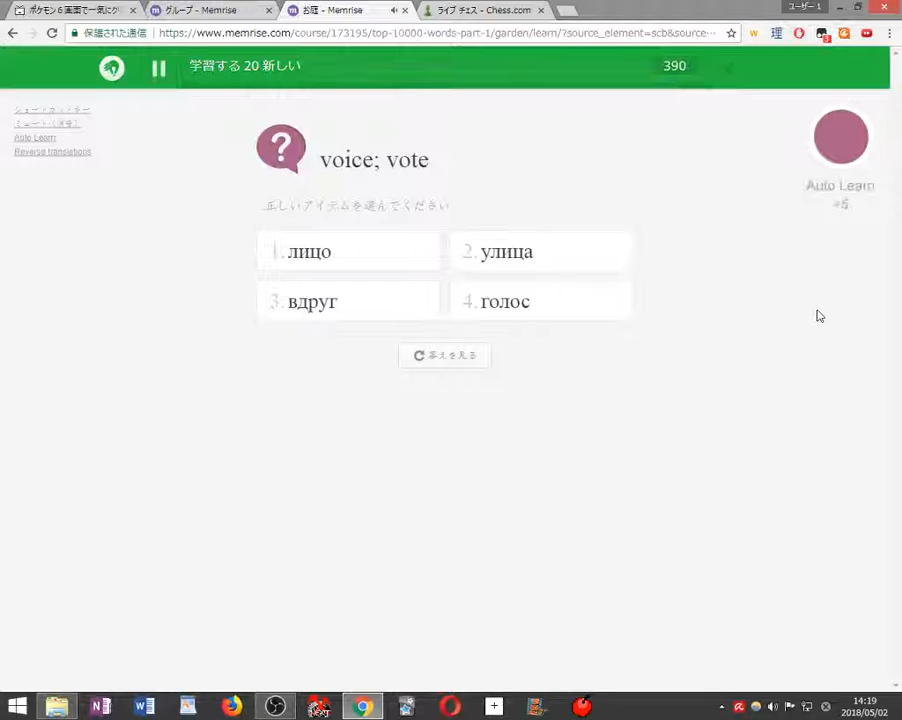 ポケモン6画面で一気にク
グループ - Memrise
お庭 - Memrise
ライブ チェス - Chess.com
ユーザー 1
保護された通信
https://www.memrise.com/course/173195/top-10000-words-part-1/garden/learn/?source_element=scb&source…
学習する 20 新しい
390
Auto Learn
Reverse translations
voice; vote
Auto Learn
正しいアイテムを選んでください
1. лицо
2. улица
3. вдруг
4. голос
答えを見る
14:19
2018/05/02